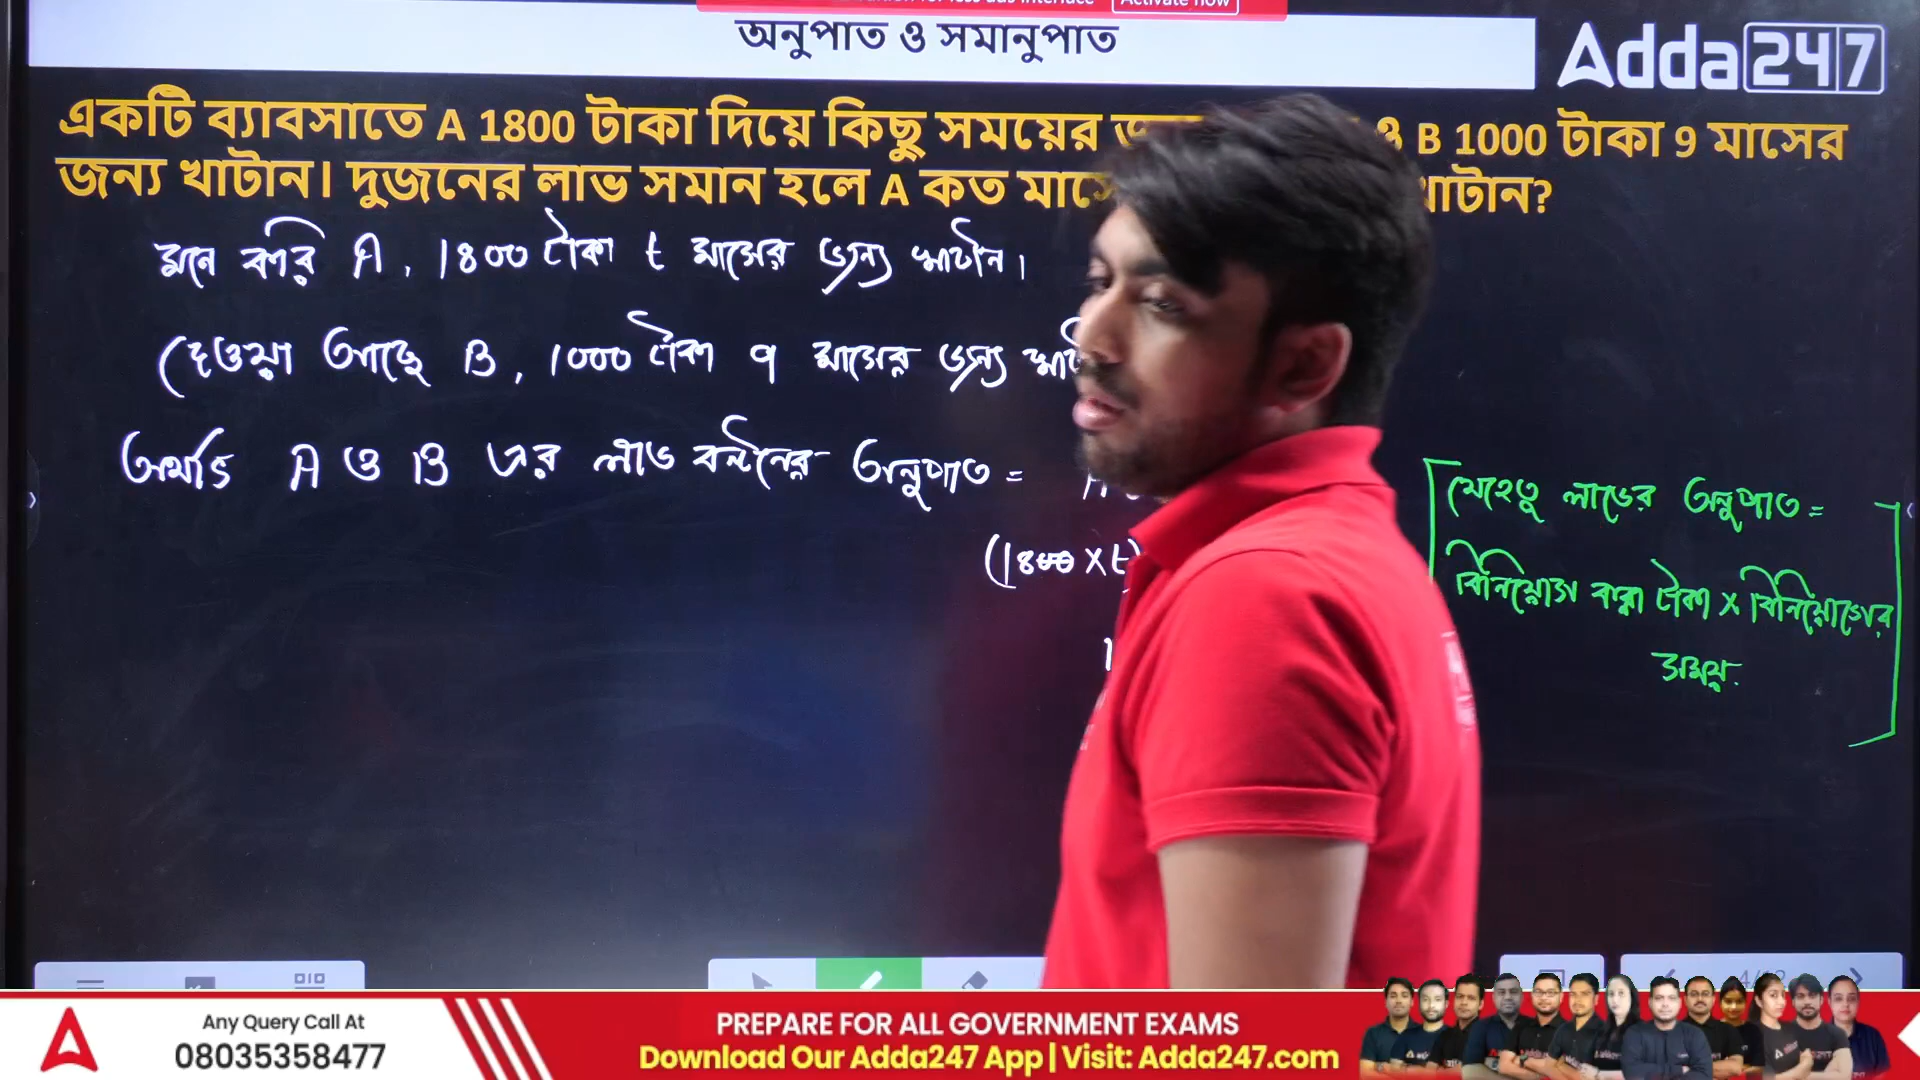 Activate now
অনুপাত ও সমানুপাত
Adda247
একটি ব্যাবসাতে A 1800 টাকা দিয়ে কিছু সময়ের ও B 1000 টাকা 9 মাসের
জন্য খাটান। দুজনের লাভ সমান হলে A কত খাটান?
মনে করি A, 1800 টাকা t মাসের জন্য খাটান।
দেওয়া আছে B, 1000 টাকা 9 মাসের জন্য
অর্থাৎ A ও B এর লাভ বন্টনের অনুপাত =
(1800 × t)
যেহেতু লাভের অনুপাত =
বিনিয়োগ করা টাকা × বিনিয়োগের
সময়
Any Query Call At
08035358477
PREPARE FOR ALL GOVERNMENT EXAMS
Download Our Adda247 App | Visit: Adda247.com